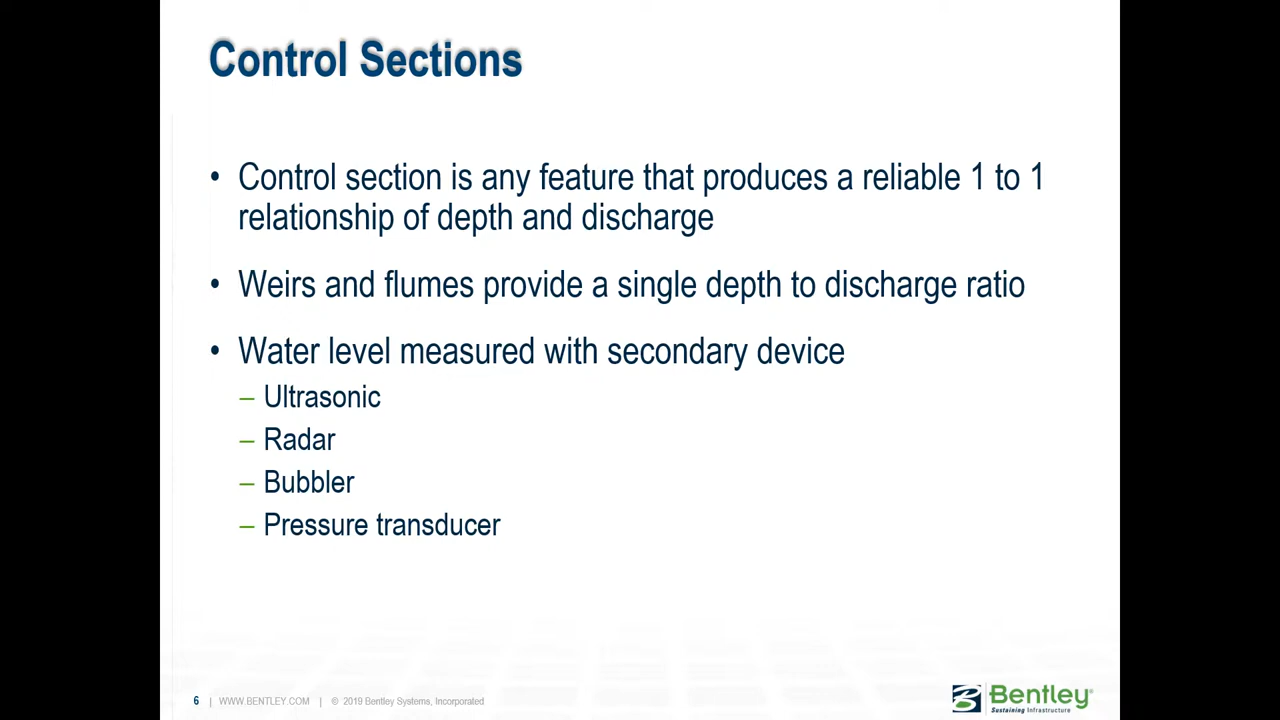 Control Sections
• Control section is any feature that produces a reliable 1 to 1
relationship of depth and discharge
• Weirs and flumes provide a single depth to discharge ratio
• Water level measured with secondary device
– Ultrasonic
– Radar
– Bubbler
– Pressure transducer
6 | WWW.BENTLEY.COM | © 2019 Bentley Systems, Incorporated
Bentley®
Sustaining Infrastructure